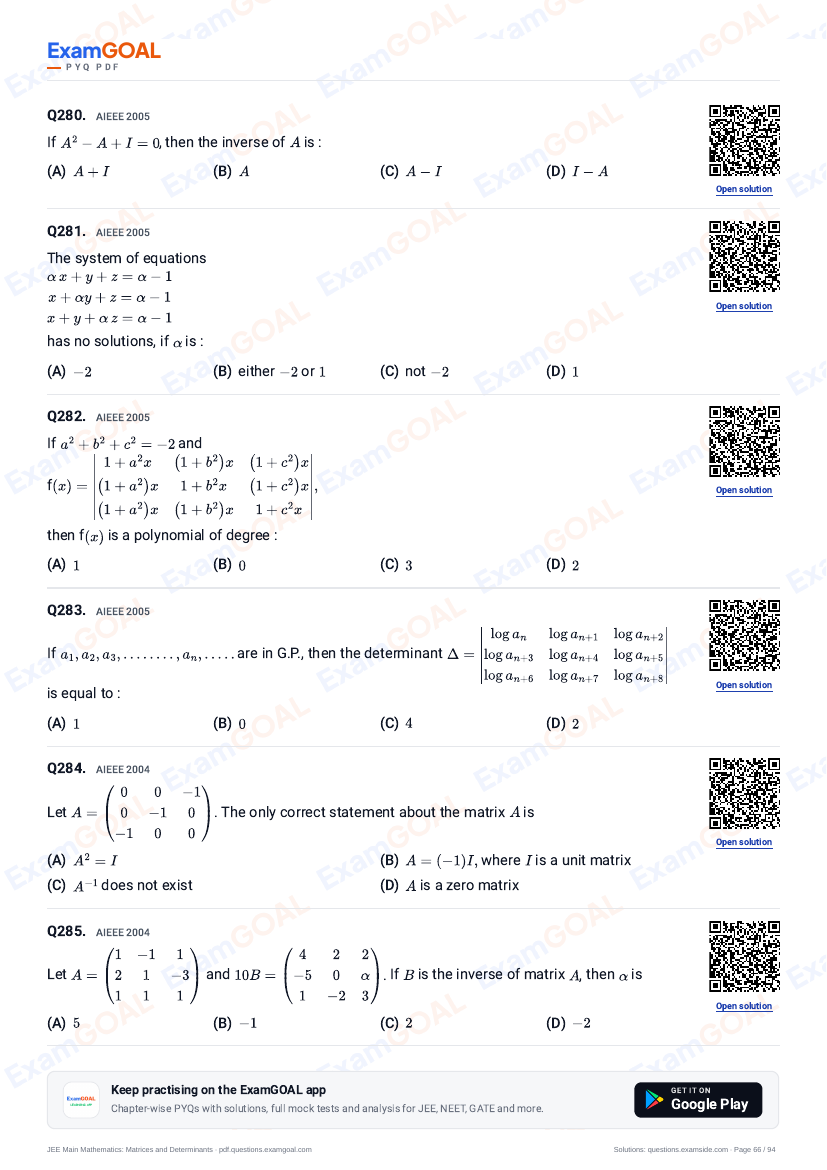 ExamGOAL
PYQ PDF
Q280. AIEEE 2005
If A² − A + I = 0, then the inverse of A is :
(A) A + I (B) A (C) A − I (D) I − A
Open solution
Q281. AIEEE 2005
The system of equations
α x + y + z = α − 1
x + αy + z = α − 1
x + y + α z = α − 1
has no solutions, if α is :
(A) −2 (B) either −2 or 1 (C) not −2 (D) 1
Open solution
Q282. AIEEE 2005
If a² + b² + c² = −2 and
f(x) = | 1 + a²x (1 + b²)x (1 + c²)x |
| (1 + a²)x 1 + b²x (1 + c²)x |,
| (1 + a²)x (1 + b²)x 1 + c²x |
then f(x) is a polynomial of degree :
(A) 1 (B) 0 (C) 3 (D) 2
Open solution
Q283. AIEEE 2005
If a₁, a₂, a₃, . . . . . . . . , aₙ, . . . . . are in G.P., then the determinant Δ = | log aₙ log aₙ₊₁ log aₙ₊₂ |
| log aₙ₊₃ log aₙ₊₄ log aₙ₊₅ |
| log aₙ₊₆ log aₙ₊₇ log aₙ₊₈ |
is equal to :
(A) 1 (B) 0 (C) 4 (D) 2
Open solution
Q284. AIEEE 2004
Let A = ( 0 0 −1 )
( 0 −1 0 ). The only correct statement about the matrix A is
( −1 0 0 )
(A) A² = I (B) A = (−1)I, where I is a unit matrix
(C) A⁻¹ does not exist (D) A is a zero matrix
Open solution
Q285. AIEEE 2004
Let A = ( 1 −1 1 ) and 10B = ( 4 2 2 )
( 2 1 −3 ) ( −5 0 α ). If B is the inverse of matrix A, then α is
( 1 1 1 ) ( 1 −2 3 )
(A) 5 (B) −1 (C) 2 (D) −2
Open solution
ExamGOAL
Keep practising on the ExamGOAL app
Chapter-wise PYQs with solutions, full mock tests and analysis for JEE, NEET, GATE and more.
GET IT ON
Google Play
JEE Main Mathematics: Matrices and Determinants · pdf.questions.examgoal.com
Solutions: questions.examside.com · Page 66 / 94